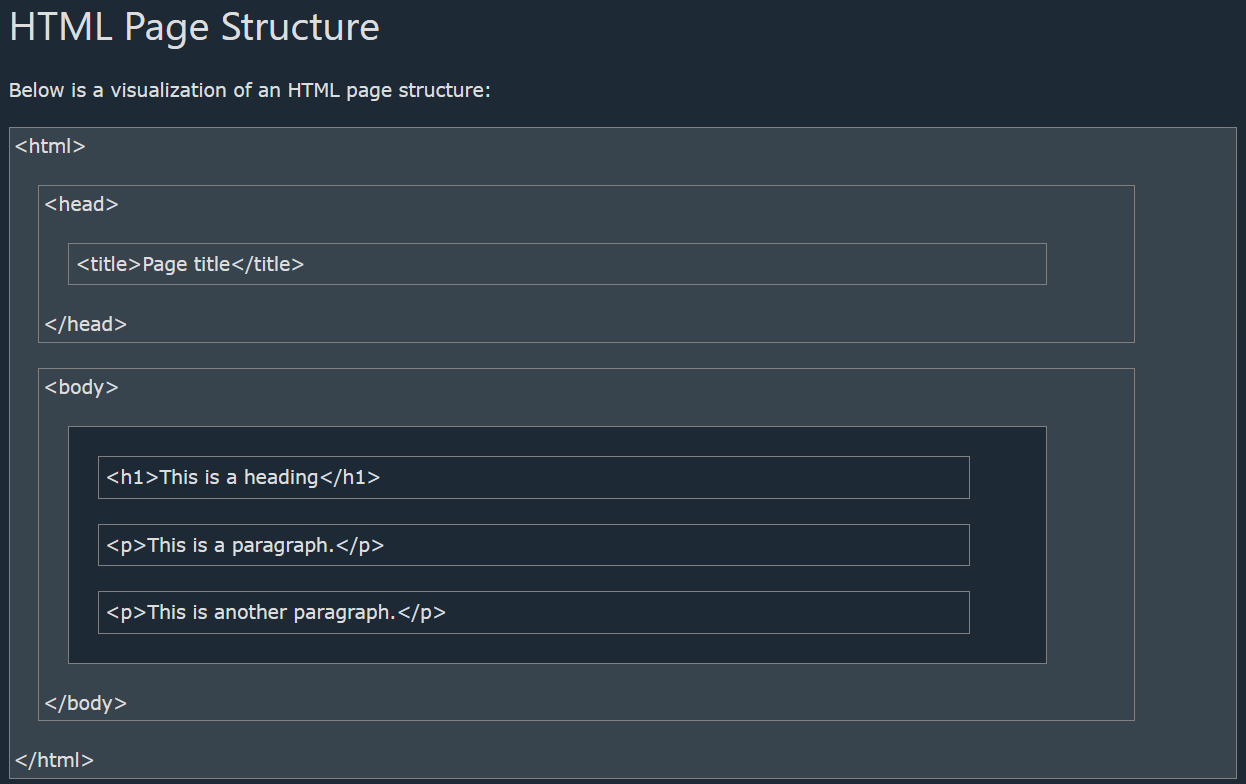 HTML Page Structure
Below is a visualization of an HTML page structure:
<html>
<head>
<title>Page title</title>
</head>
<body>
<h1>This is a heading</h1>
<p>This is a paragraph.</p>
<p>This is another paragraph.</p>
</body>
</html>